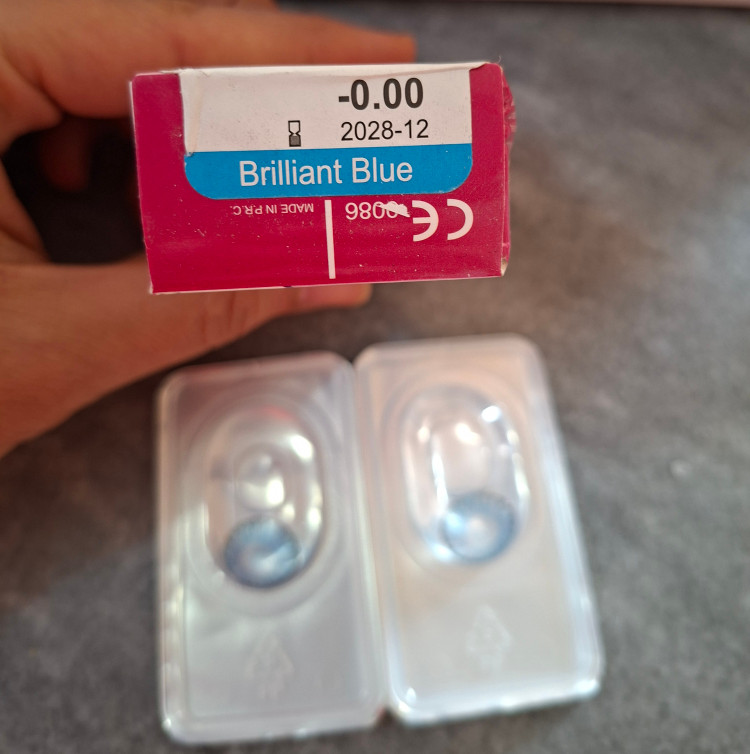 -0.00
2028-12
Brilliant Blue
CE 0086
MADE IN P.R.C.